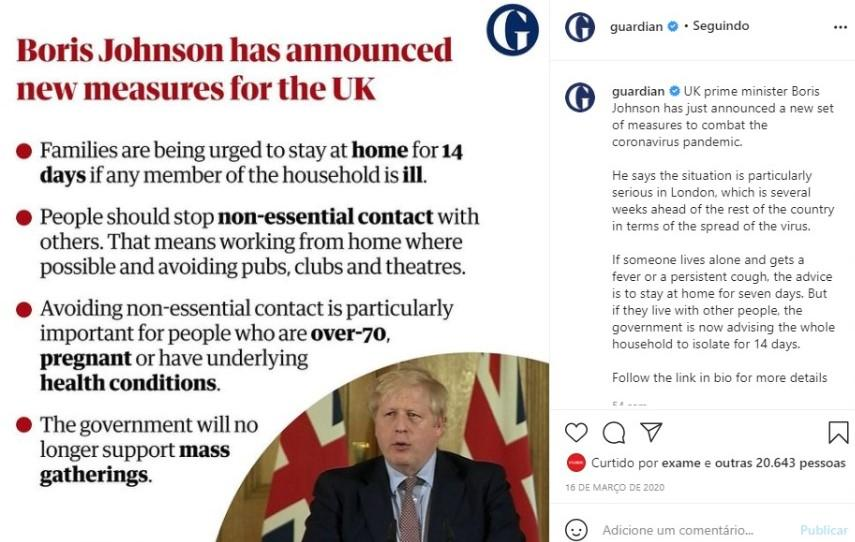 G
Boris Johnson has announced
new measures for the UK
Families are being urged to stay at home for 14
days if any member of the household is ill.
People should stop non-essential contact with
others. That means working from home where
possible and avoiding pubs, clubs and theatres.
Avoiding non-essential contact is particularly
important for people who are over-70,
pregnant or have underlying
health conditions.
The government will no
longer support mass
gatherings.
guardian • Seguindo
guardian UK prime minister Boris
Johnson has just announced a new set
of measures to combat the
coronavirus pandemic.
He says the situation is particularly
serious in London, which is several
weeks ahead of the rest of the country
in terms of the spread of the virus.
If someone lives alone and gets a
fever or a persistent cough, the advice
is to stay at home for seven days. But
if they live with other people, the
government is now advising the whole
household to isolate for 14 days.
Follow the link in bio for more details
Curtido por exame e outras 20.643 pessoas
16 DE MARÇO DE 2020
Adicione um comentário... Publicar